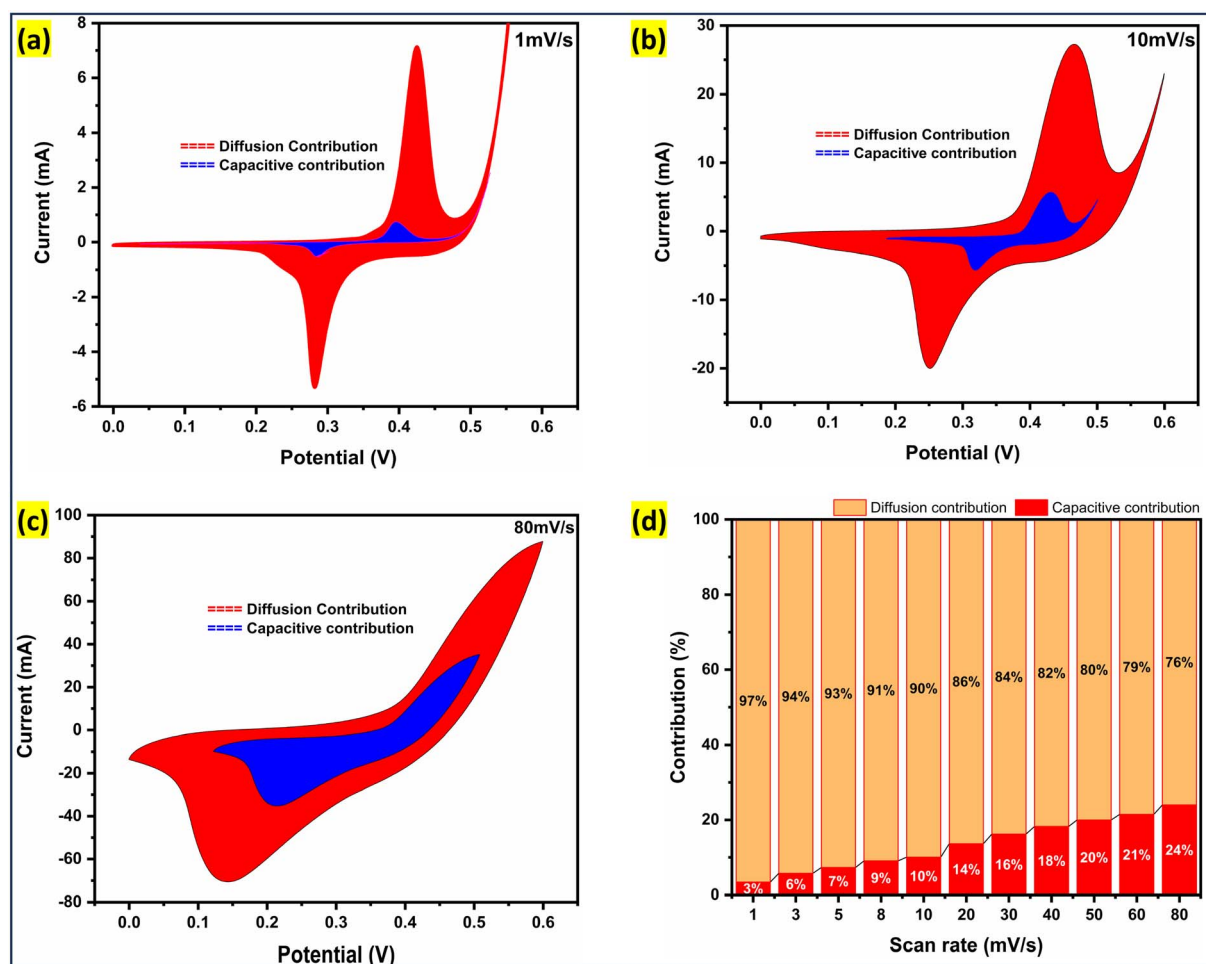 (a)
1mV/s
Diffusion Contribution
Capacitive contribution
8
6
4
2
0
-2
-4
-6
Current (mA)
0.0 0.1 0.2 0.3 0.4 0.5 0.6
Potential (V)
(b)
10mV/s
Diffusion Contribution
Capacitive contribution
30
20
10
0
-10
-20
Current (mA)
0.0 0.1 0.2 0.3 0.4 0.5 0.6
Potential (V)
(c)
80mV/s
Diffusion Contribution
Capacitive contribution
100
80
60
40
20
0
-20
-40
-60
-80
Current (mA)
0.0 0.1 0.2 0.3 0.4 0.5 0.6
Potential (V)
(d)
Diffusion contribution Capacitive contribution
100
80
60
40
20
0
Contribution (%)
97% 94% 93% 91% 90% 86% 84% 82% 80% 79% 76%
3% 6% 7% 9% 10% 14% 16% 18% 20% 21% 24%
1 3 5 8 10 20 30 40 50 60 80
Scan rate (mV/s)